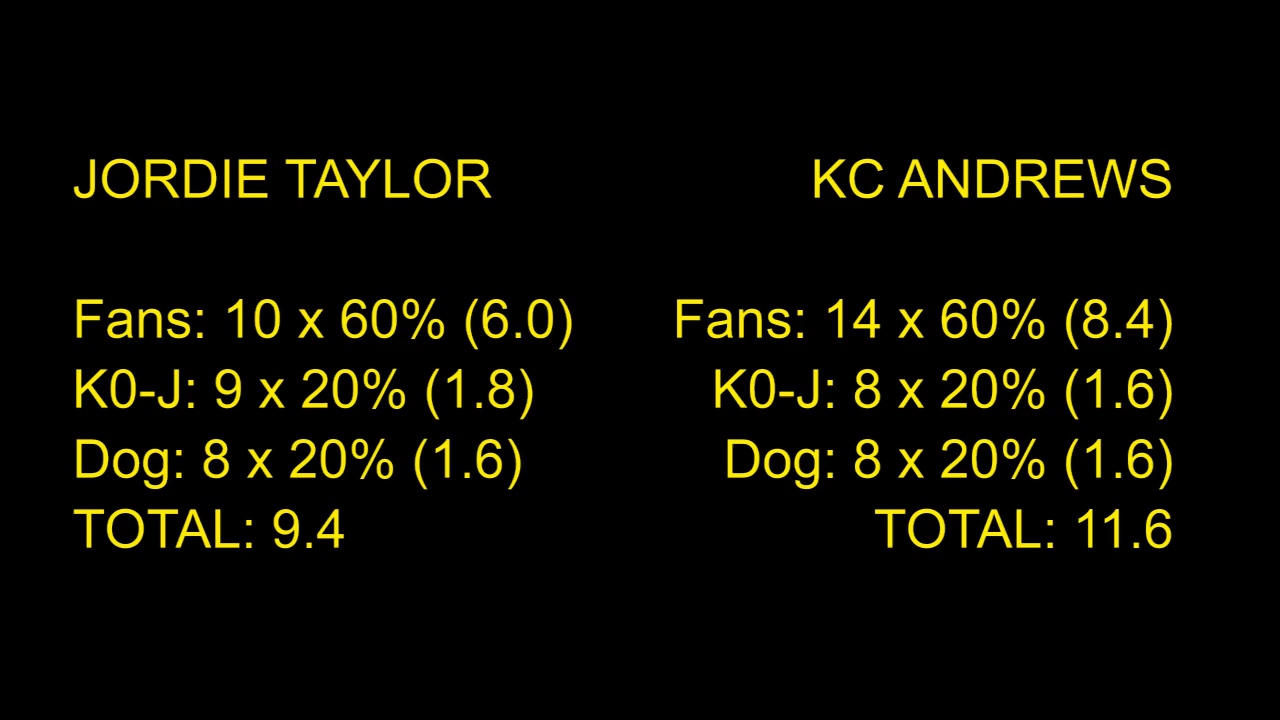 JORDIE TAYLOR
Fans: 10 x 60% (6.0)
K0-J: 9 x 20% (1.8)
Dog: 8 x 20% (1.6)
TOTAL: 9.4
KC ANDREWS
Fans: 14 x 60% (8.4)
K0-J: 8 x 20% (1.6)
Dog: 8 x 20% (1.6)
TOTAL: 11.6